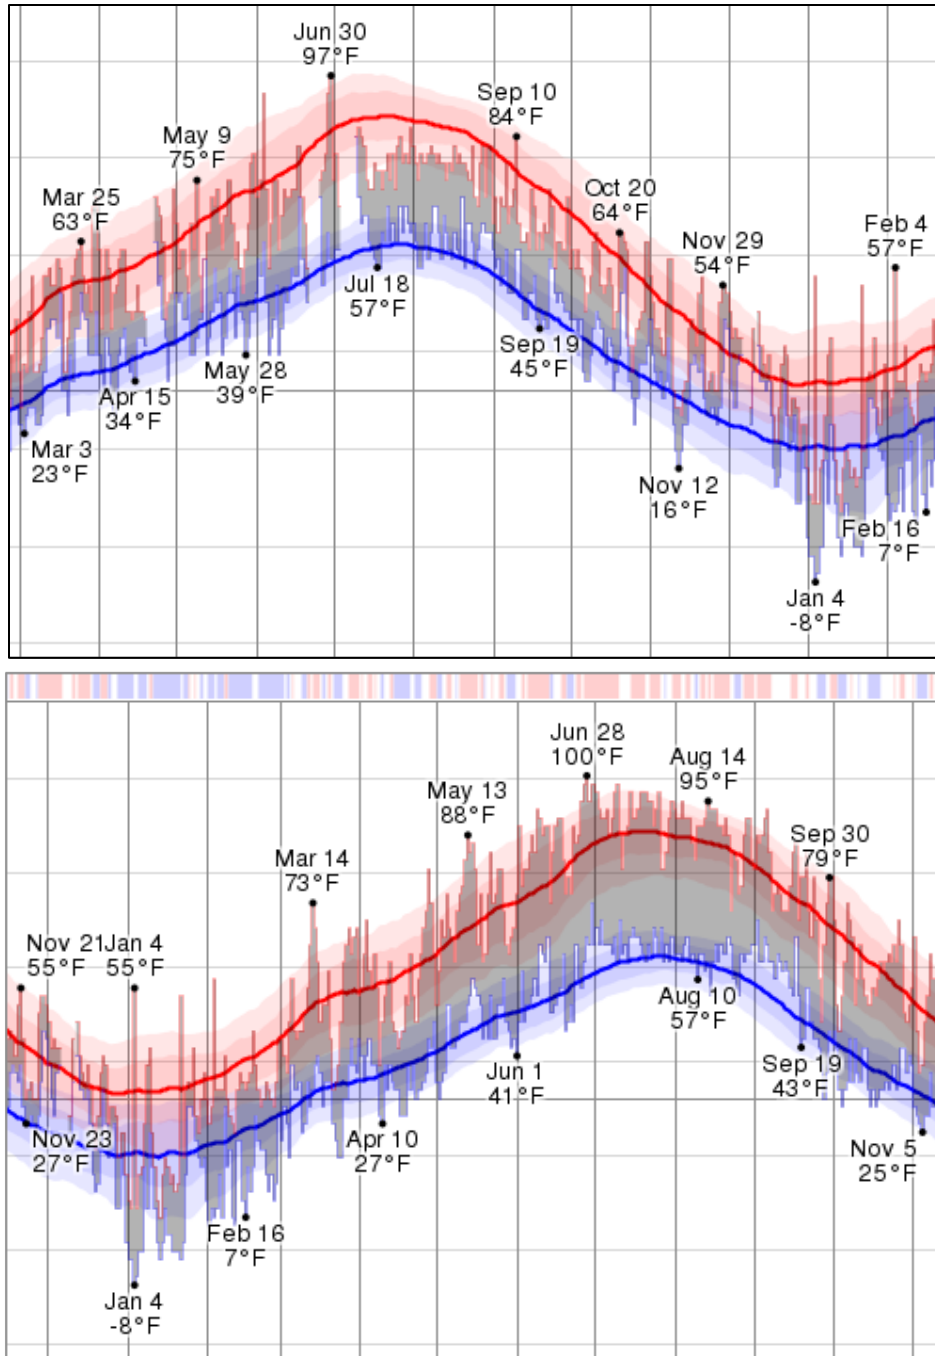 Jun 30
97°F
Sep 10
84°F
May 9
75°F
Mar 25
63°F
Oct 20
64°F
Feb 4
57°F
Nov 29
54°F
Jul 18
57°F
Sep 19
45°F
May 28
39°F
Apr 15
34°F
Mar 3
23°F
Nov 12
16°F
Feb 16
7°F
Jan 4
-8°F
Jun 28
100°F
Aug 14
95°F
May 13
88°F
Sep 30
79°F
Mar 14
73°F
Nov 21
55°F
Jan 4
55°F
Aug 10
57°F
Jun 1
41°F
Sep 19
43°F
Nov 23
27°F
Apr 10
27°F
Nov 5
25°F
Feb 16
7°F
Jan 4
-8°F